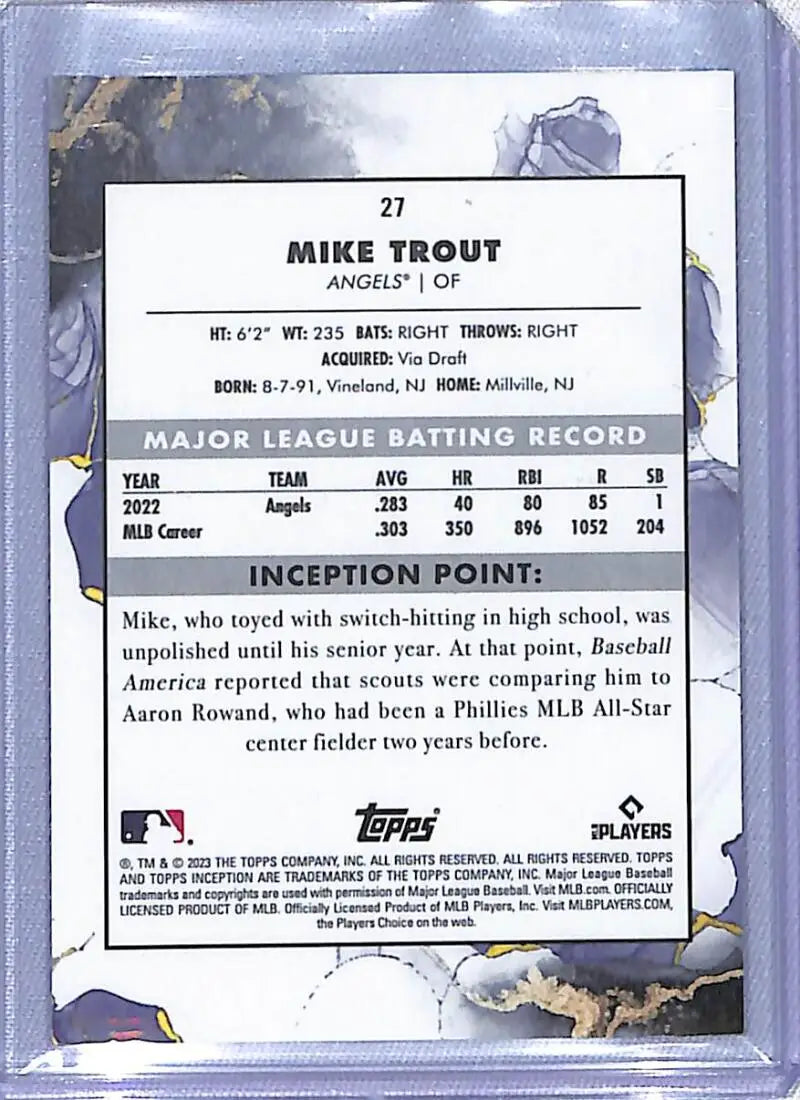 27
MIKE TROUT
ANGELS® | OF
HT: 6'2" WT: 235 BATS: RIGHT THROWS: RIGHT
ACQUIRED: Via Draft
BORN: 8-7-91, Vineland, NJ HOME: Millville, NJ
MAJOR LEAGUE BATTING RECORD
YEAR TEAM AVG HR RBI R SB
2022 Angels .283 40 80 85 1
MLB Career .303 350 896 1052 204
INCEPTION POINT:
Mike, who toyed with switch-hitting in high school, was
unpolished until his senior year. At that point, Baseball
America reported that scouts were comparing him to
Aaron Rowand, who had been a Phillies MLB All-Star
center fielder two years before.
Topps
MLB PLAYERS
®, TM & © 2023 THE TOPPS COMPANY, INC. ALL RIGHTS RESERVED. ALL RIGHTS RESERVED. TOPPS
AND TOPPS INCEPTION ARE TRADEMARKS OF THE TOPPS COMPANY, INC. Major League Baseball
trademarks and copyrights are used with permission of Major League Baseball. Visit MLB.com. OFFICIALLY
LICENSED PRODUCT OF MLB. Officially Licensed Product of MLB Players, Inc. Visit MLBPLAYERS.COM,
the Players Choice on the web.